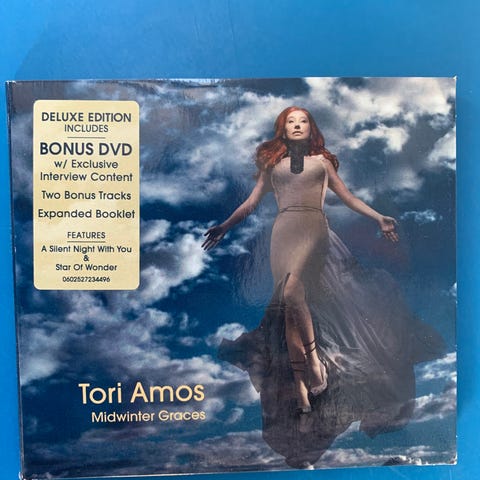 DELUXE EDITION
INCLUDES
BONUS DVD
w/ Exclusive
Interview Content
Two Bonus Tracks
Expanded Booklet
FEATURES
A Silent Night With You
&
Star Of Wonder
0602527234496
Tori Amos
Midwinter Graces